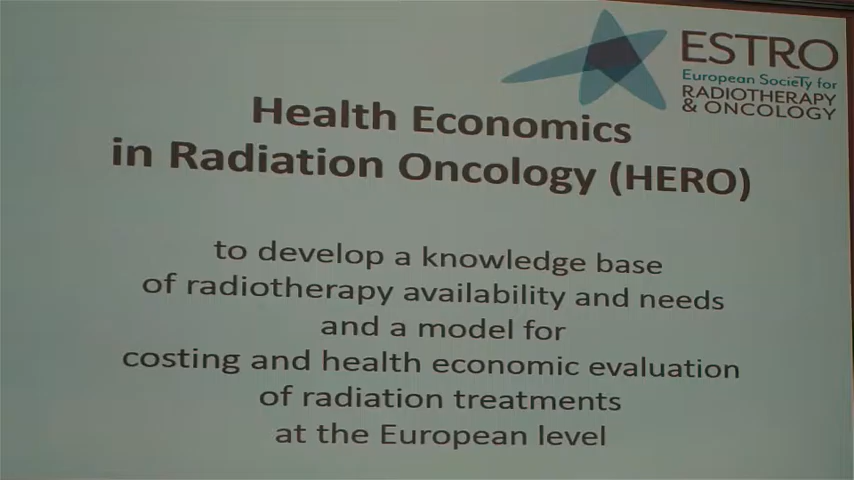 ESTRO
European SocieTy for
RADIOTHERAPY
& ONCOLOGY
Health Economics
in Radiation Oncology (HERO)
to develop a knowledge base
of radiotherapy availability and needs
and a model for
costing and health economic evaluation
of radiation treatments
at the European level